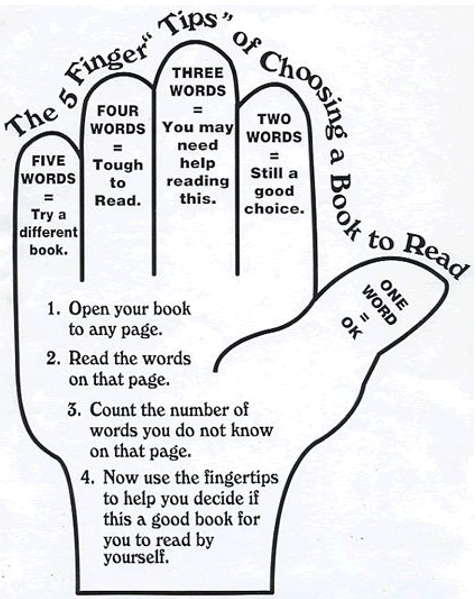 The 5 Finger "Tips" of Choosing a Book to Read
FIVE
WORDS
=
Try a
different
book.
FOUR
WORDS
=
Tough
to
Read.
THREE
WORDS
=
You may
need
help
reading
this.
TWO
WORDS
=
Still a
good
choice.
ONE
WORD
=
OK
1. Open your book
to any page.
2. Read the words
on that page.
3. Count the number of
words you do not know
on that page.
4. Now use the fingertips
to help you decide if
this a good book for
you to read by
yourself.